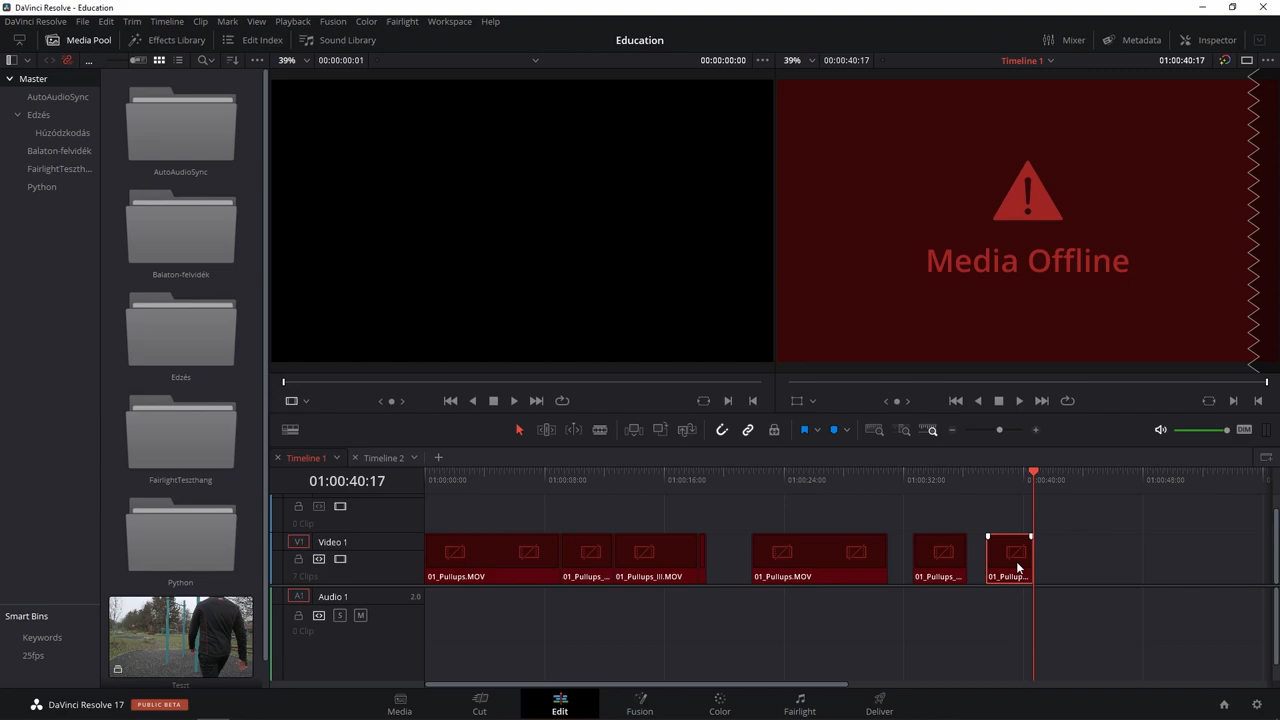 DaVinci Resolve - Education
DaVinci Resolve File Edit Trim Timeline Clip Mark View Playback Fusion Color Fairlight Workspace Help
Media Pool Effects Library Edit Index Sound Library Education Mixer Metadata Inspector
39% 00:00:00:01 00:00:00:00 39% 00:00:40:17 Timeline 1 01:00:40:17
Master
AutoAudioSync
Edzés
Húzódzkodás
Balaton-felvidék
FairlightTeszth...
Python
AutoAudioSync
Balaton-felvidék
Edzés
FairlightTeszthang
Python
Teszt
Smart Bins
Keywords
25fps
Media Offline
DIM
Timeline 1 Timeline 2
01:00:40:17
01:00:00:00 01:00:08:00 01:00:16:00 01:00:24:00 01:00:32:00 01:00:40:00 01:00:48:00
0 Clip
V1 Video 1
7 Clips
01_Pullups.MOV 01_Pullups_... 01_Pullups_III.MOV 01_Pullups.MOV 01_Pullups_... 01_Pullup...
A1 Audio 1 2.0
S M
0 Clip
DaVinci Resolve 17 PUBLIC BETA
Media Cut Edit Fusion Color Fairlight Deliver